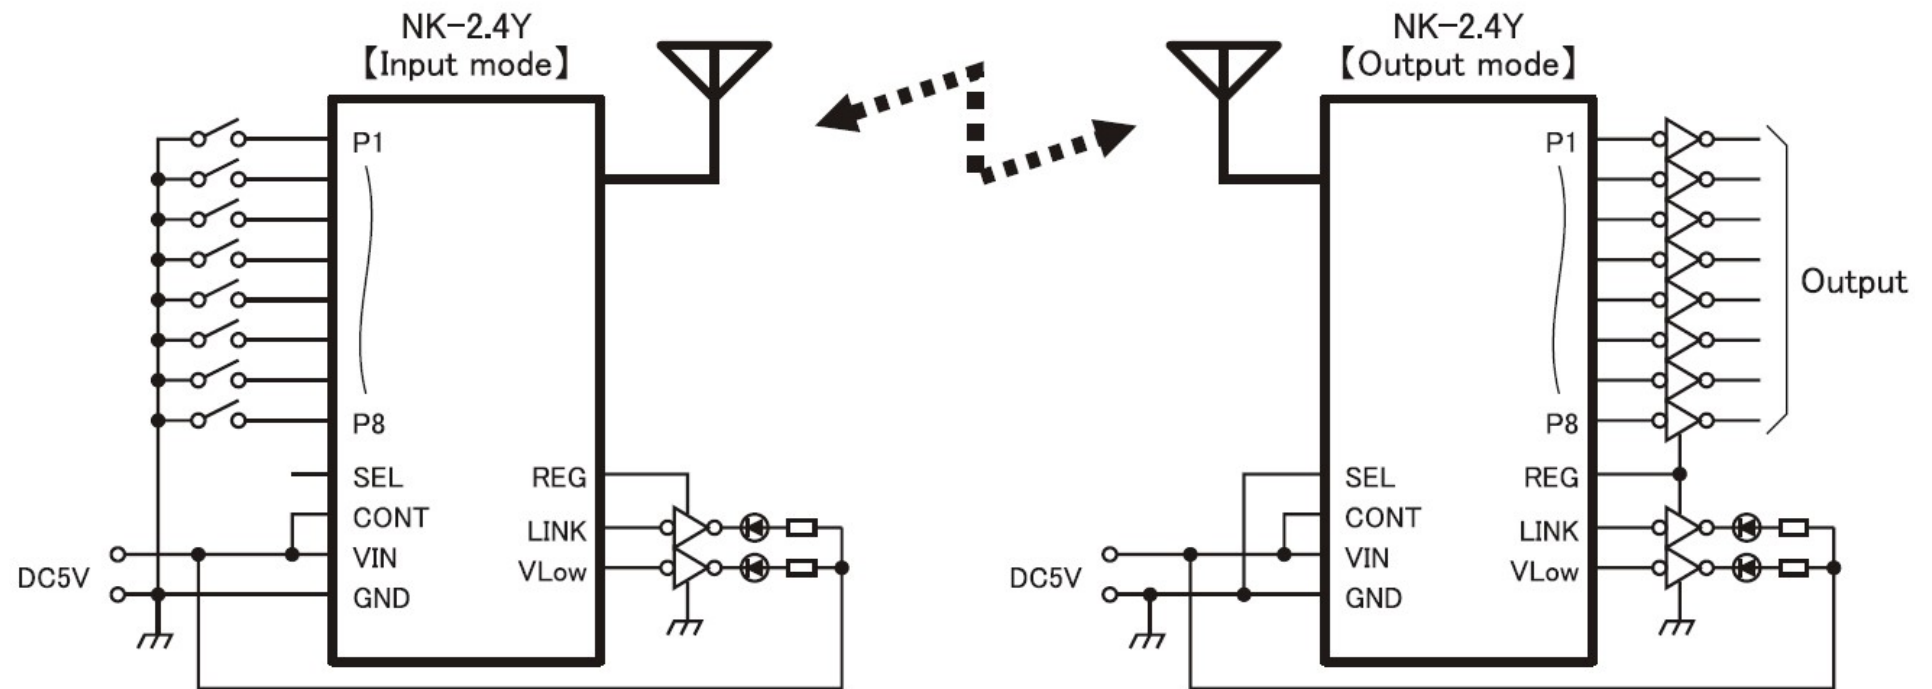 NK-2.4Y
【Input mode】
P1
P8
SEL
CONT
VIN
GND
REG
LINK
VLow
DC5V
NK-2.4Y
【Output mode】
P1
P8
SEL
CONT
VIN
GND
REG
LINK
VLow
DC5V
Output